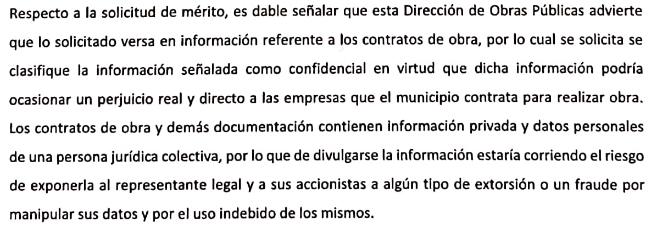 Respecto a la solicitud de mérito, es dable señalar que esta Dirección de Obras Públicas advierte
que lo solicitado versa en información referente a los contratos de obra, por lo cual se solicita se
clasifique la información señalada como confidencial en virtud que dicha información podría
ocasionar un perjuicio real y directo a las empresas que el municipio contrata para realizar obra.
Los contratos de obra y demás documentación contienen información privada y datos personales
de una persona jurídica colectiva, por lo que de divulgarse la información estaría corriendo el riesgo
de exponerla al representante legal y a sus accionistas a algún tipo de extorsión o un fraude por
manipular sus datos y por el uso indebido de los mismos.